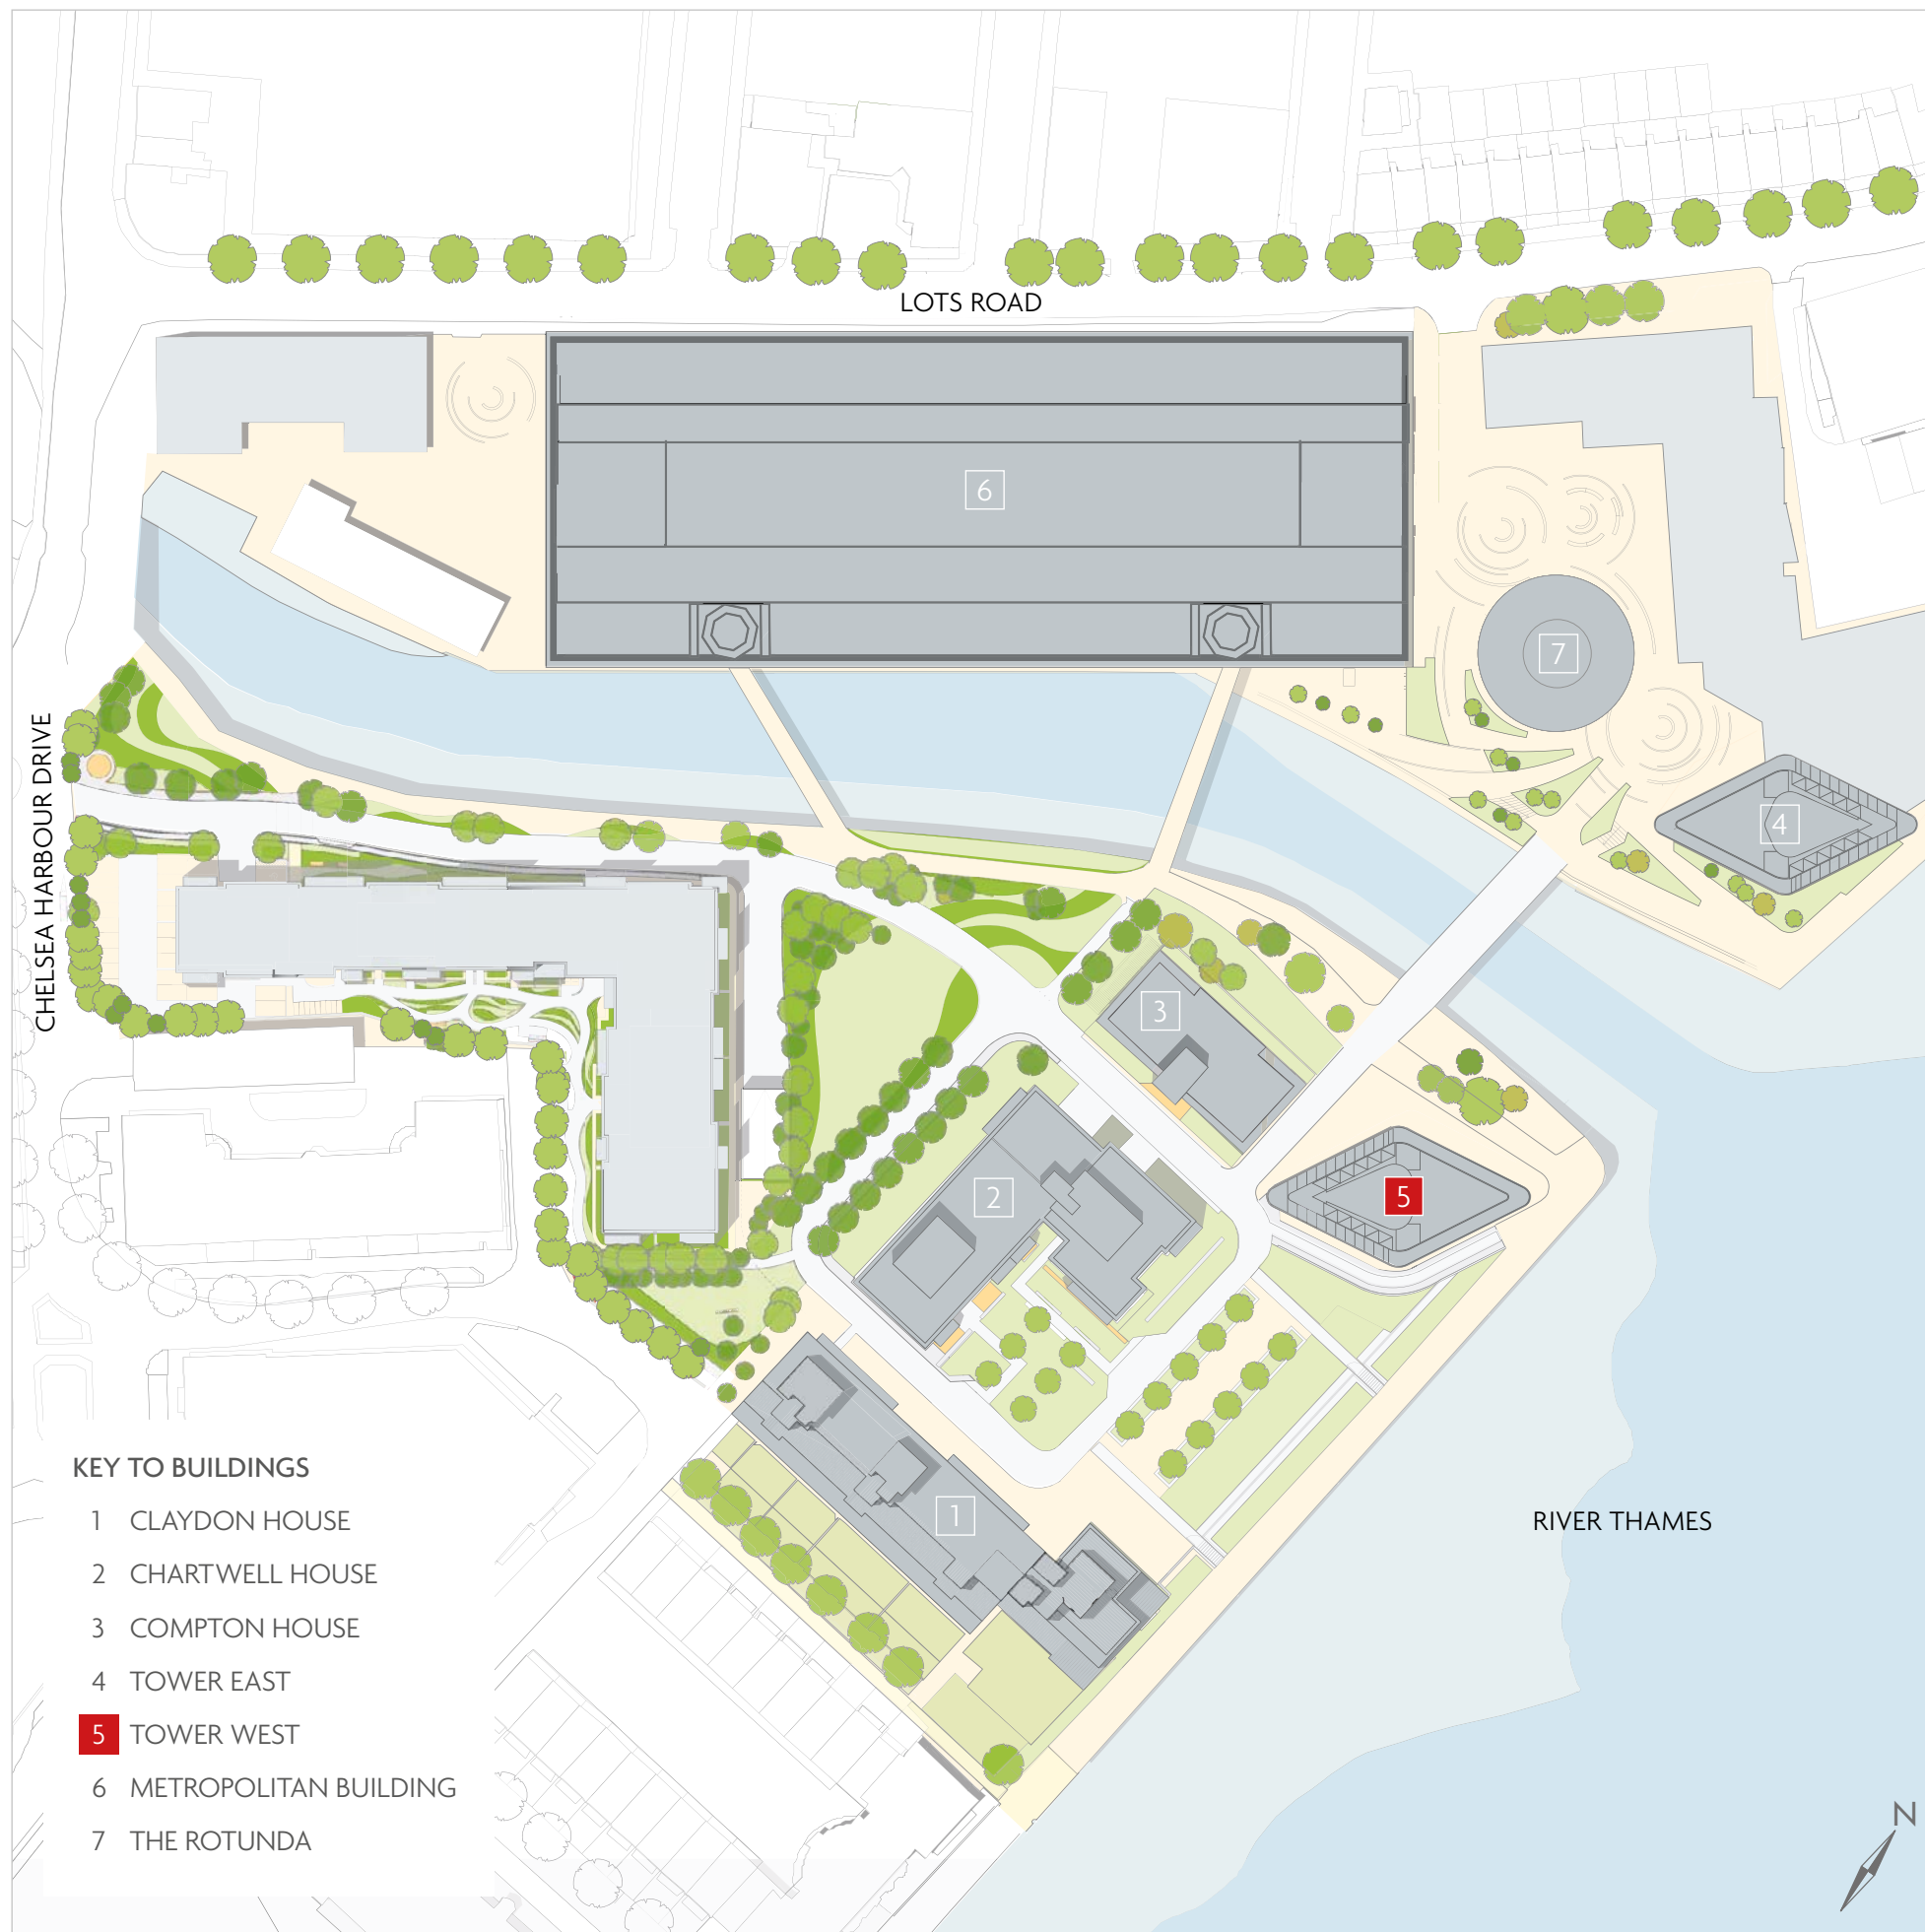 LOTS ROAD
6
7
CHELSEA HARBOUR DRIVE
4
3
5
2
1
RIVER THAMES
KEY TO BUILDINGS
1 CLAYDON HOUSE
2 CHARTWELL HOUSE
3 COMPTON HOUSE
4 TOWER EAST
5 TOWER WEST
6 METROPOLITAN BUILDING
7 THE ROTUNDA
N